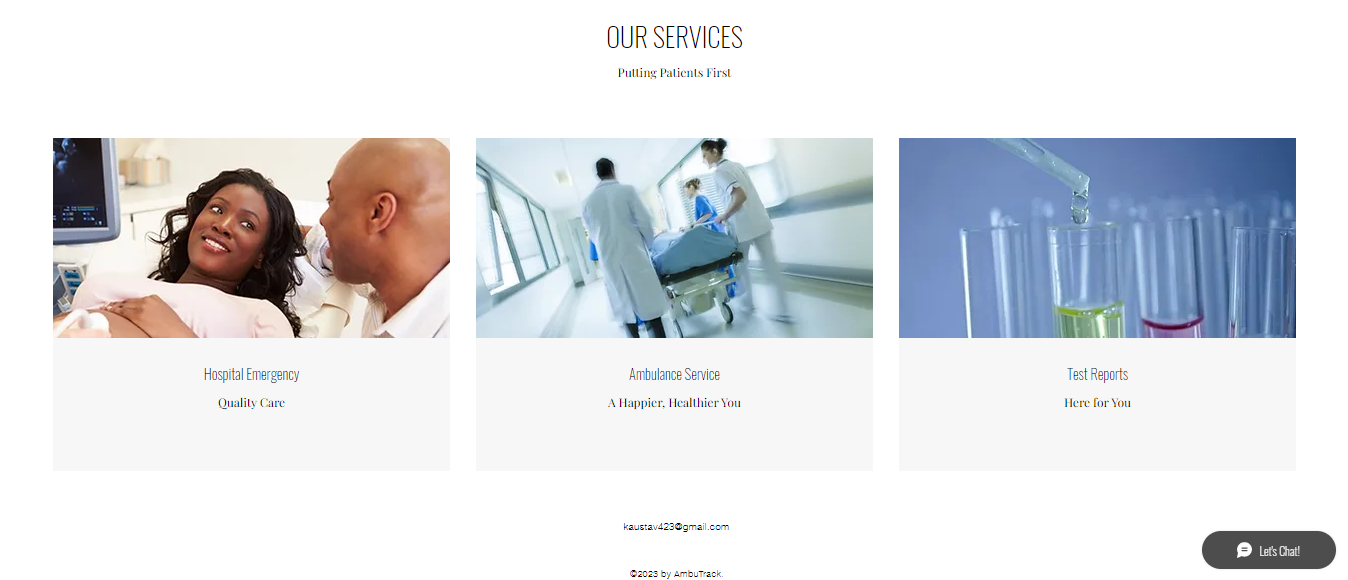 OUR SERVICES
Putting Patients First
Hospital Emergency
Quality Care
Ambulance Service
A Happier, Healthier You
Test Reports
Here for You
kaustav423@gmail.com
Let's Chat!
©2023 by AmbuTrack.